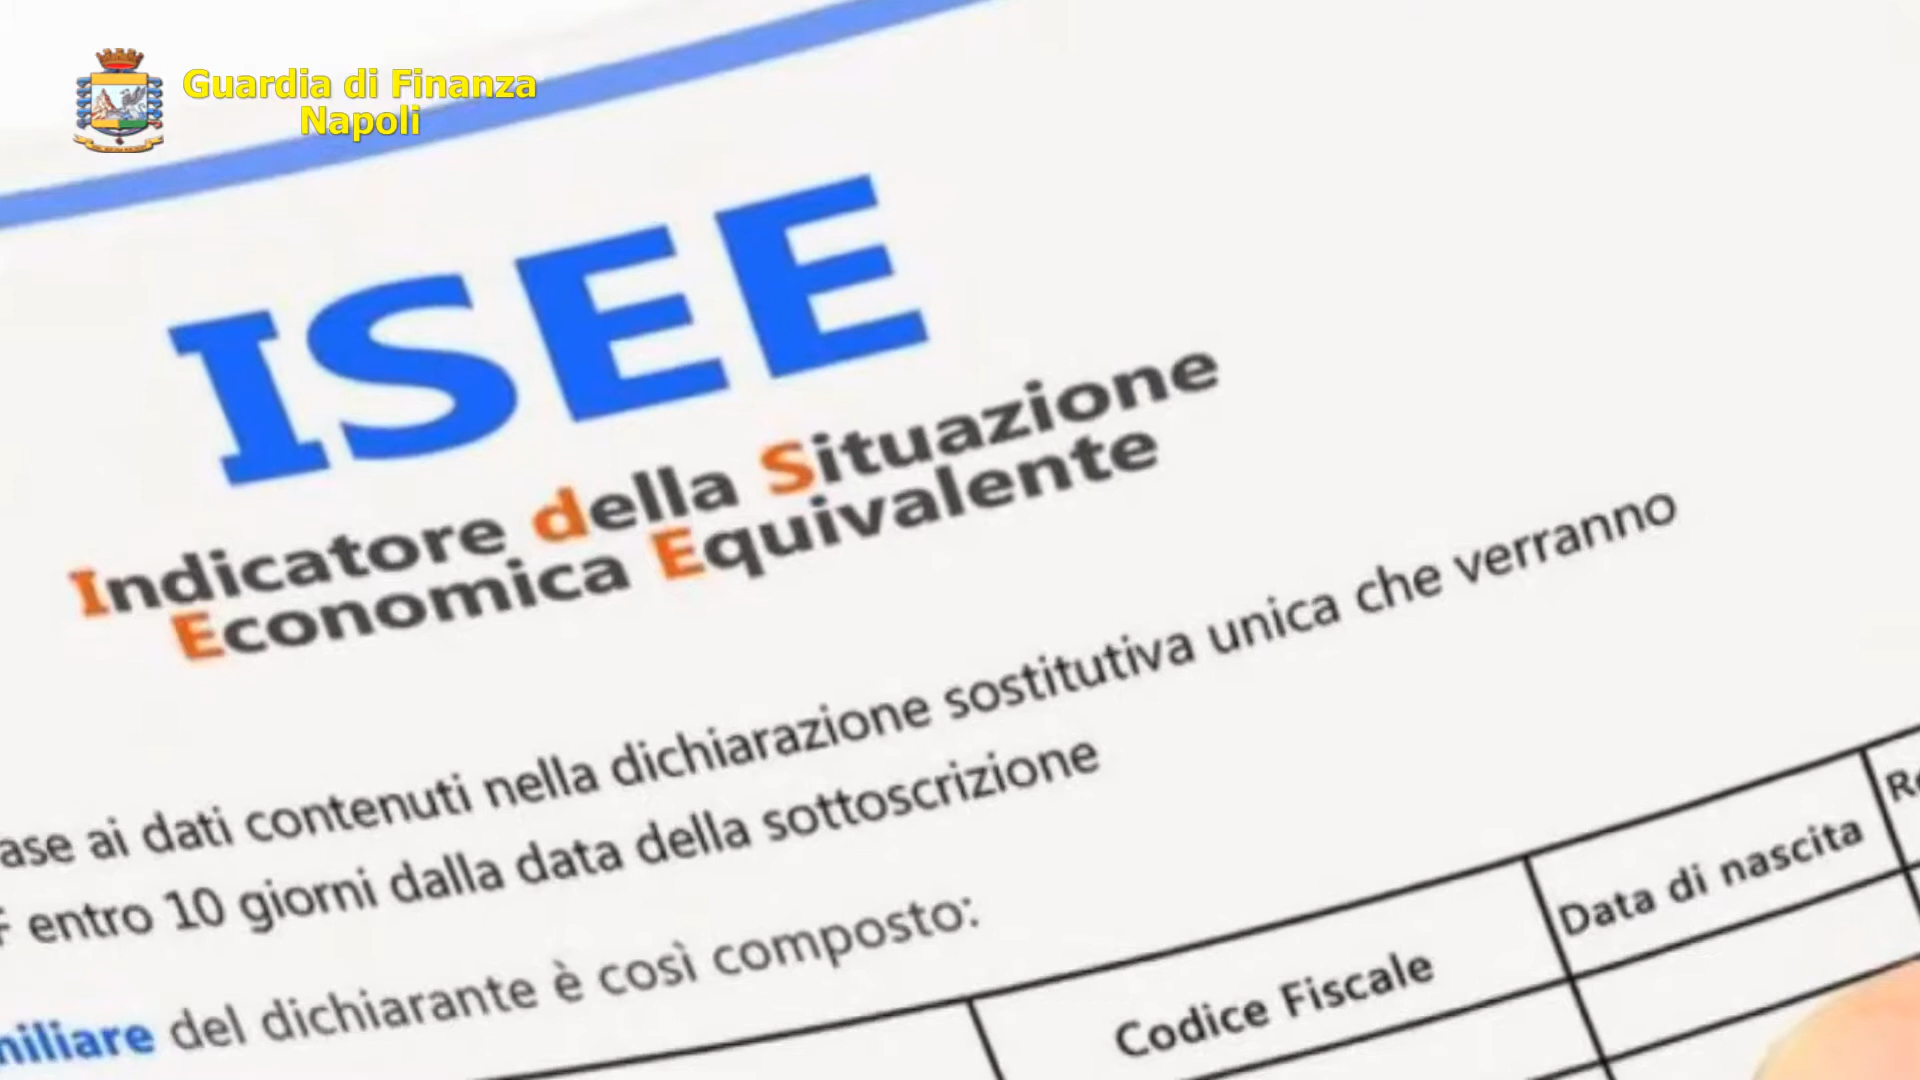 Guardia di Finanza
Napoli
ISEE
Indicatore della Situazione
Economica Equivalente
ai dati contenuti nella dichiarazione sostitutiva unica che verranno
entro 10 giorni dalla data della sottoscrizione
del dichiarante è così composto:
Codice Fiscale
Data di nascita